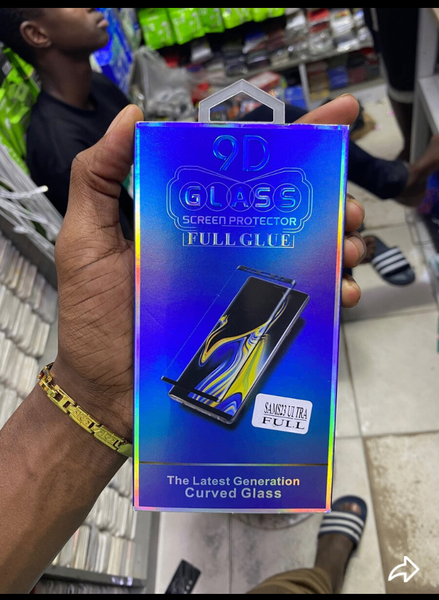 9D
GLASS
SCREEN PROTECTOR
FULL GLUE
SAMS23 ULTRA
FULL
The Latest Generation
Curved Glass